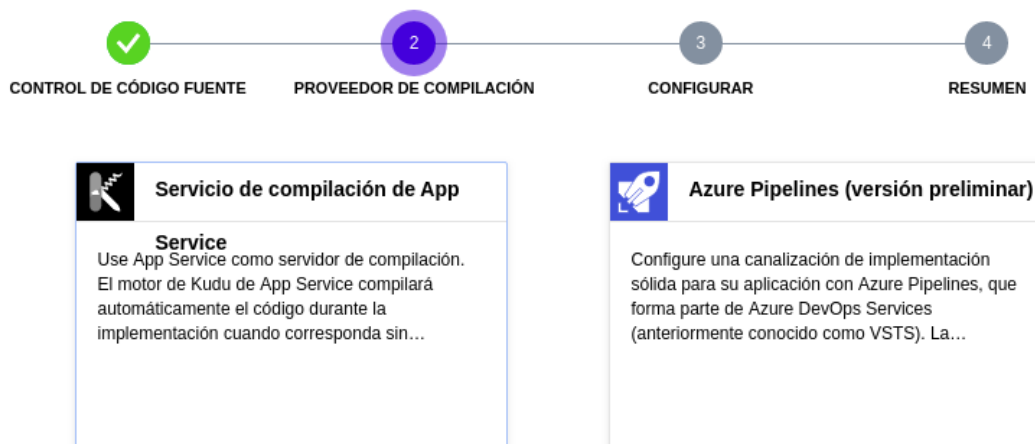 2
3
4
CONTROL DE CÓDIGO FUENTE
PROVEEDOR DE COMPILACIÓN
CONFIGURAR
RESUMEN
Servicio de compilación de App
Service
Use App Service como servidor de compilación.
El motor de Kudu de App Service compilará
automáticamente el código durante la
implementación cuando corresponda sin…
Azure Pipelines (versión preliminar)
Configure una canalización de implementación
sólida para su aplicación con Azure Pipelines, que
forma parte de Azure DevOps Services
(anteriormente conocido como VSTS). La…